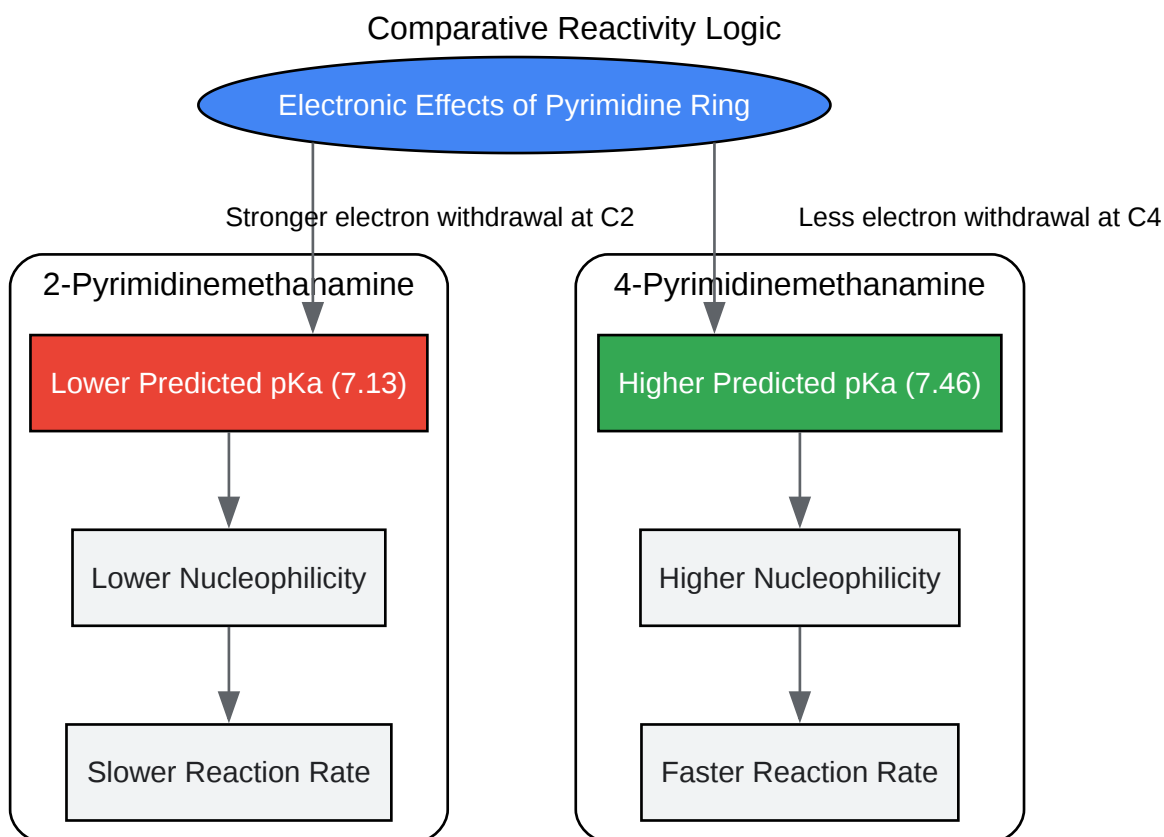 Comparative Reactivity Logic
Electronic Effects of Pyrimidine Ring
Stronger electron withdrawal at C2
Less electron withdrawal at C4
2-Pyrimidinemethanamine
Lower Predicted pKa (7.13)
Lower Nucleophilicity
Slower Reaction Rate
4-Pyrimidinemethanamine
Higher Predicted pKa (7.46)
Higher Nucleophilicity
Faster Reaction Rate